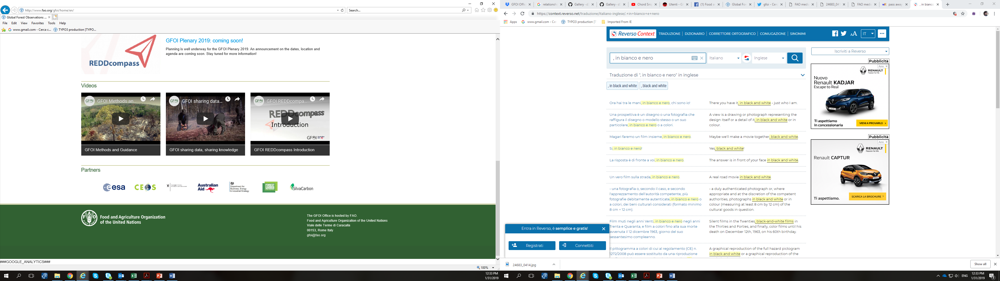 http://www.fao.org/gfoi/home/en/
Search...
Global Forest Observations ...
File Edit View Favorites Tools Help
www.gmail.com - Cerca c... TYPO3 production [TYPO...
REDDcompass
GFOI Plenary 2019: coming soon!
Planning is well underway for the GFOI Plenary 2019. An announcement on the dates, location and
agenda are coming soon. Stay tuned for more information!
Videos
GFOI Methods an...
GFOI Methods and Guidance
GFOI sharing data...
GFOI sharing data, sharing knowledge
GFOI REDDcompa...
REDDcompass
Introduction
GFOI Australian Aid
GFOI REDDcompass Introduction
Partners
esa
CEOS
Australian
Aid
Department for
Business, Energy
& Industrial Strategy
FOREST
CARBON
PARTNERSHIP
SilvaCarbon
FAO
FIAT PANIS
Food and Agriculture Organization
of the United Nations
The GFOI Office is hosted by FAO.
Food and Agriculture Organization of the United Nations
Viale delle Terme di Caracalla
00153, Rome Italy
gfoi@fao.org
###GOOGLE_ANALYTICS###
100%
12:33 PM
1/31/2019
GFOI Offic relationsh Gallery - d Gallery - d Chord Sni Utenti - G (1) Food a Global For gfoi - Cer FAO media 24683_041 FAO media pass away , in bianco
https://context.reverso.net/traduzione/italiano-inglese/,+in+bianco+e+nero
Apps www.gmail.com - Cer TYPO3 production [T Imported From IE
Reverso Context TRADUZIONE DIZIONARIO CORRETTORE ORTOGRAFICO CONIUGAZIONE SINONIMI AA IT
, in bianco e nero Italiano Inglese
Traduzione di ", in bianco e nero" in inglese
, in black and white , black and white
Ora hai tra le mani, in bianco e nero, chi sono io!
There you have it, in black and white - just who I am.
Una prospettiva è un disegno o una fotografia che
raffigura il disegno o modello stesso o un suo
particolare, in bianco e nero o a colori.
A view is a drawing or photograph representing the
design itself or a detail of it, in black and white or in
colour.
Magari faremo un film insieme, in bianco e nero.
Maybe we'll make a movie together, black and white.
Sì, in bianco e nero!
Yes, black and white!
La risposta è di fronte a voi, in bianco e nero.
The answer is in front of your face in black and white.
Un vero film sulla strada, in bianco e nero.
A real road movie in black and white.
- una fotografia o, secondo il caso, e secondo
l'apprezzamento dell'autorità competente, più
fotografie debitamente autenticate, in bianco e nero o
a colori, dei beni culturali considerati (formato minimo
8 cm × 12 cm).
- a duly authenticated photograph or, where
appropriate and at the discretion of the competent
authorities, photographs in black and white or in
colour (measuring at least 8 cm by 12 cm) of the
cultural goods in question.
Film muti negli anni Venti, in bianco e nero negli anni
Trenta e Quaranta, e film a colori fino alla sua morte
avvenuta il 12 dicembre 1963, giorno del suo
sessantesimo compleanno.
Silent films in the Twenties, black-and-white films in
the Thirties and Forties, and finally, color films until his
death on December 12th, 1963, on his 60th birthday.
Il pittogramma a colori di cui al regolamento (CE) n.
1272/2008 può essere sostituito da una riproduzione
A graphical reproduction of the full hazard pictogram
in black and white or a graphical reproduction of the
Iscriviti a Reverso
Pubblicità
Ann.
RENAULT
Passion for life
Nuovo
Renault KADJAR
Escape to Real
Ti aspettiamo
in concessionaria
VIENI A PROVARLO
Pubblicità
Ann.
RENAULT
Passion for life
Renault CAPTUR
Ti aspettiamo.
SCARICA LA BROCHURE
Entra in Reverso, è semplice e gratis!
Registrati Connettiti
24683_0414.jpg
Show all
ENG
12:33 PM
1/31/2019